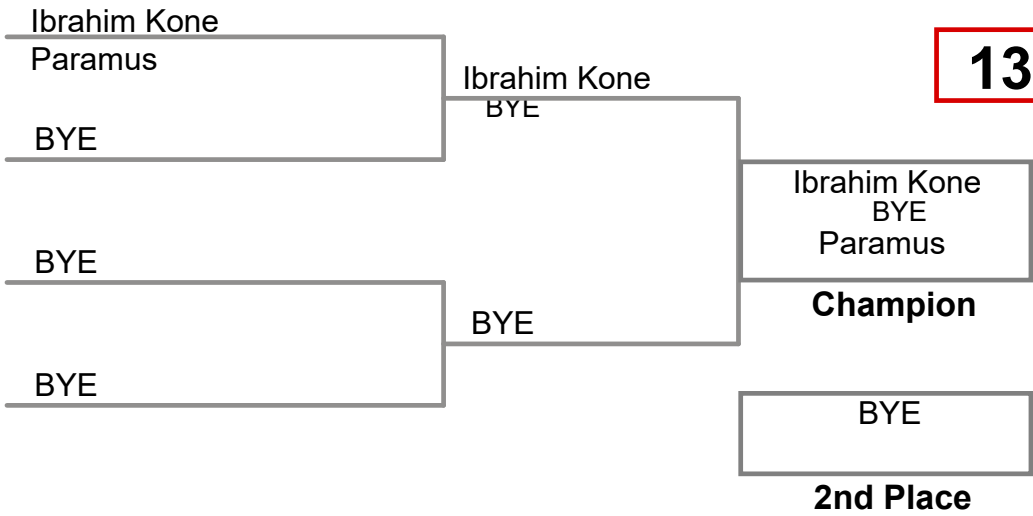 Ibrahim Kone
Paramus
BYE
BYE
BYE
Ibrahim Kone
BYE
BYE
13
Ibrahim Kone
BYE
Paramus
Champion
BYE
2nd Place